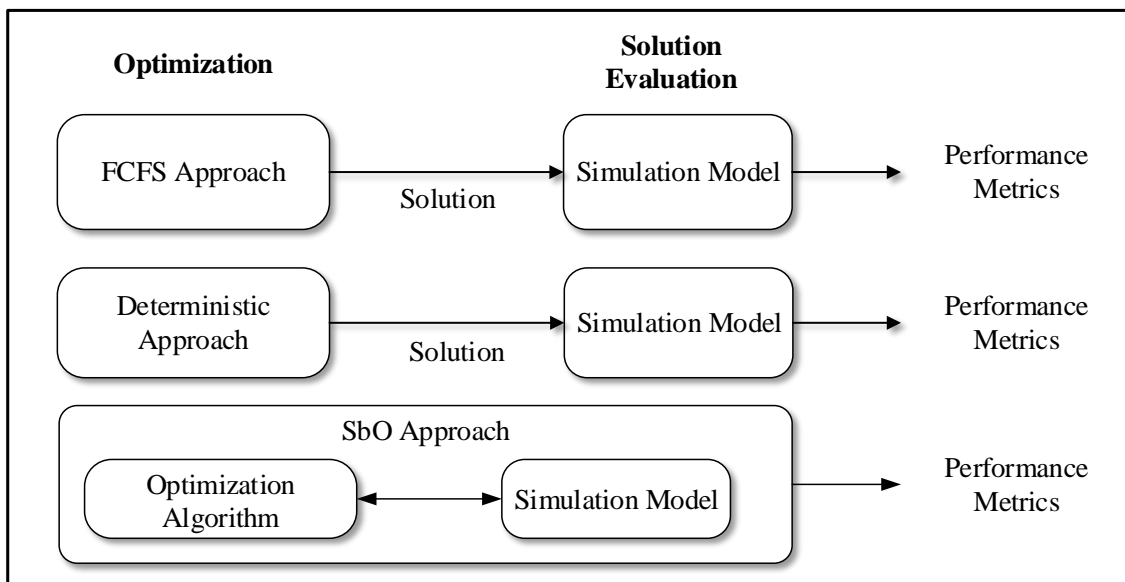 Optimization
Solution
Evaluation
FCFS Approach
Solution
Simulation Model
Performance
Metrics
Deterministic
Approach
Solution
Simulation Model
Performance
Metrics
SbO Approach
Optimization
Algorithm
Simulation Model
Performance
Metrics